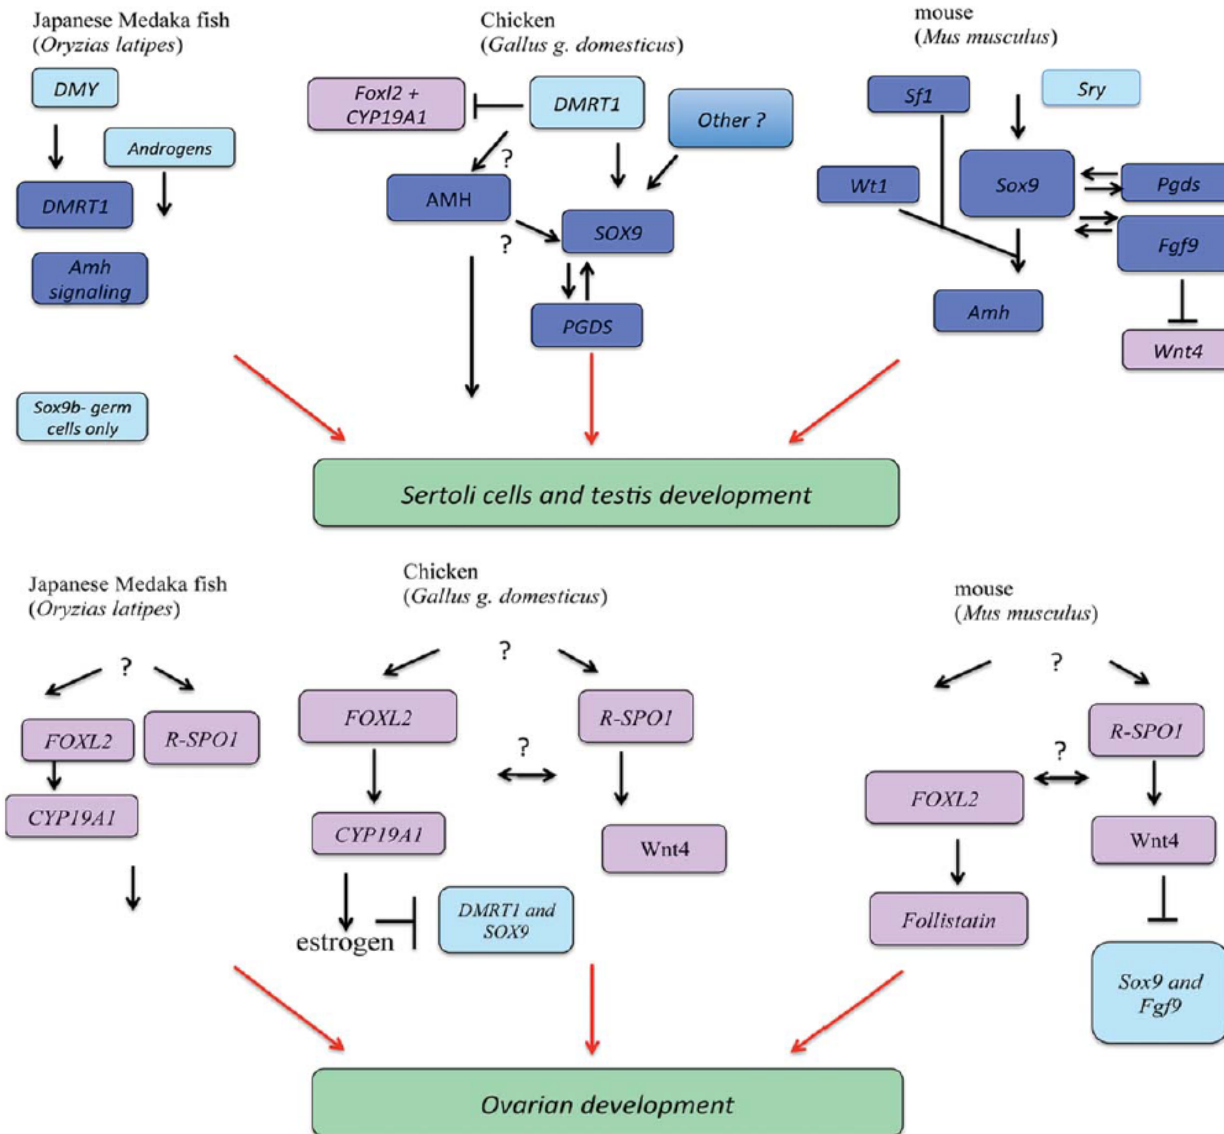 Japanese Medaka fish
(Oryzias latipes)
DMY
Androgens
DMRT1
Amh
signaling
Sox9b- germ
cells only
Chicken
(Gallus g. domesticus)
Foxl2 +
CYP19A1
DMRT1
Other ?
?
AMH
?
SOX9
PGDS
mouse
(Mus musculus)
Sf1
Sry
Wt1
Sox9
Pgds
Fgf9
Amh
Wnt4
Sertoli cells and testis development
Japanese Medaka fish
(Oryzias latipes)
?
FOXL2
R-SPO1
CYP19A1
Chicken
(Gallus g. domesticus)
?
FOXL2
R-SPO1
?
CYP19A1
Wnt4
estrogen
DMRT1 and
SOX9
mouse
(Mus musculus)
?
R-SPO1
?
FOXL2
Wnt4
Follistatin
Sox9 and
Fgf9
Ovarian development